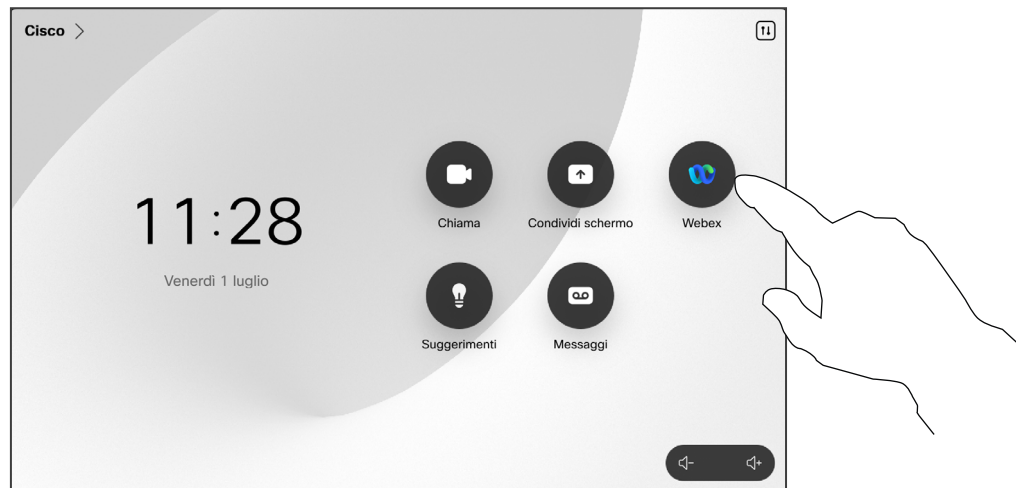 Cisco
11:28
Venerdì 1 luglio
Chiama
Condividi schermo
Webex
Suggerimenti
Messaggi